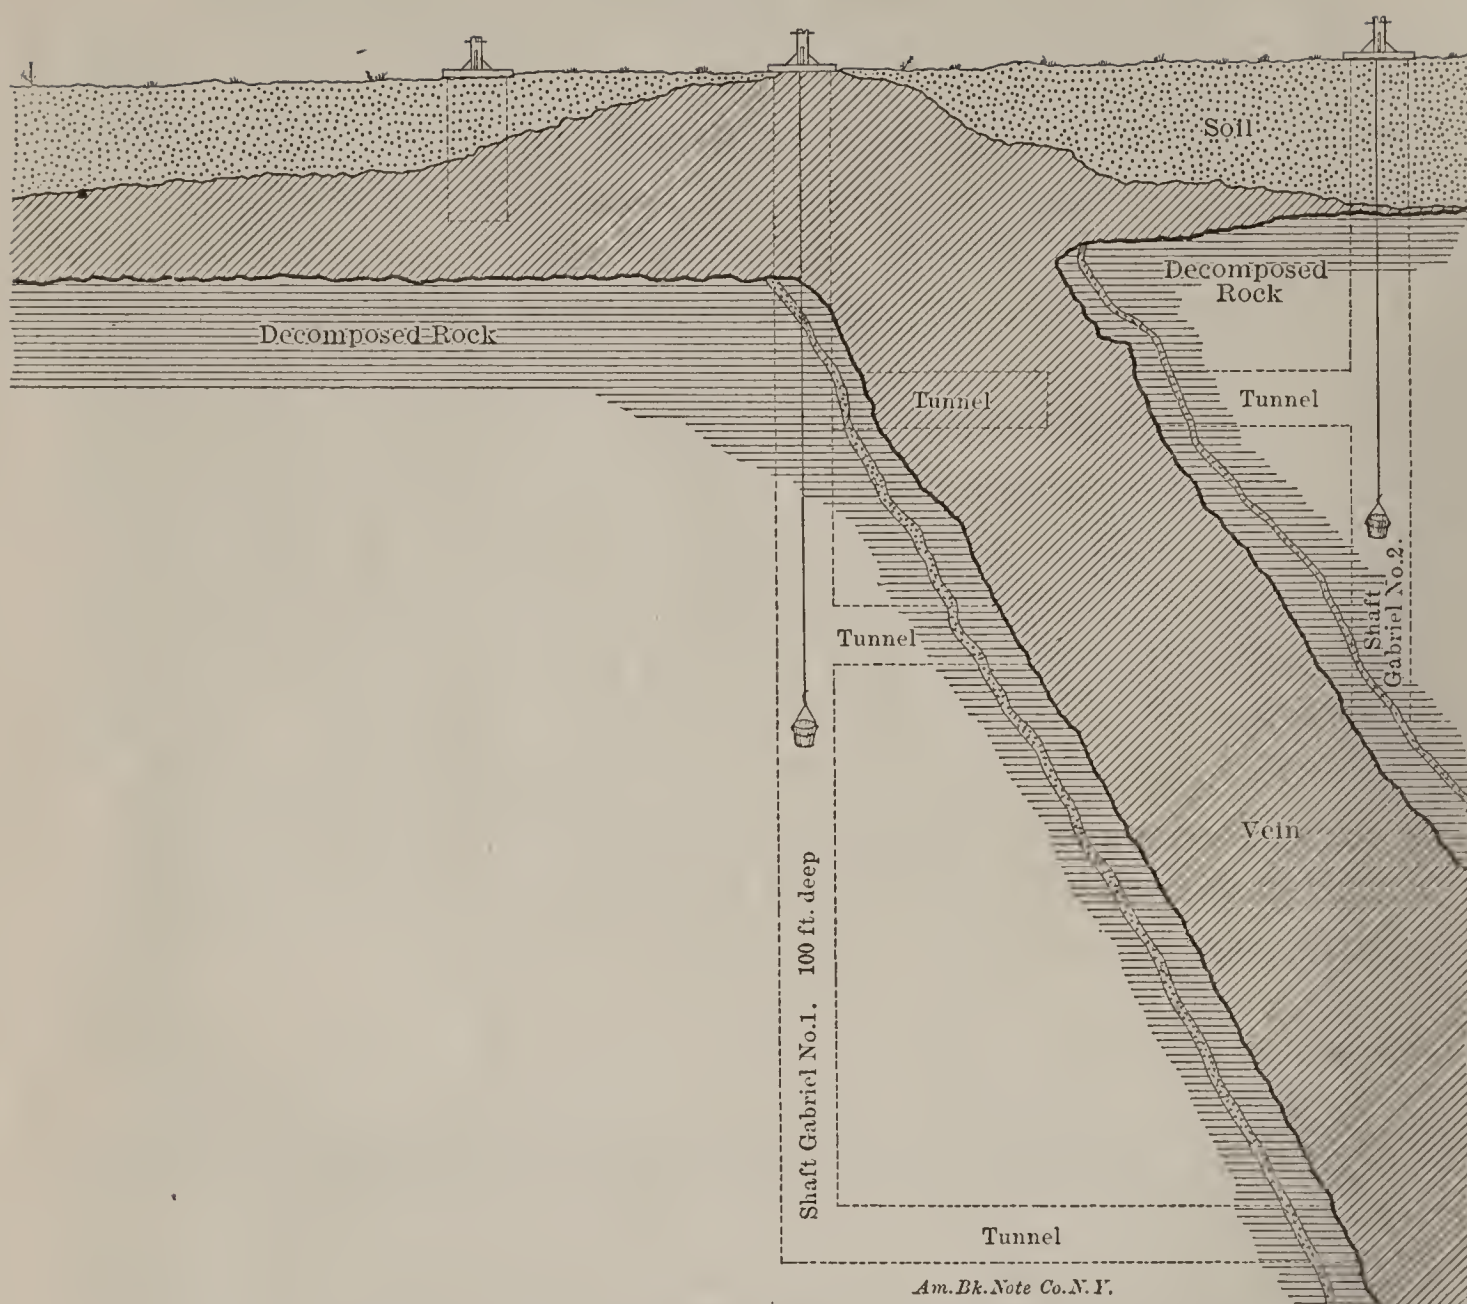 Soil
Decomposed
Rock
Decomposed Rock
Tunnel
Tunnel
Shaft
Gabriel No.2.
Tunnel
Vein
Shaft Gabriel No.1. 100 ft. deep
Tunnel
Am.Bk.Note Co.N.Y.